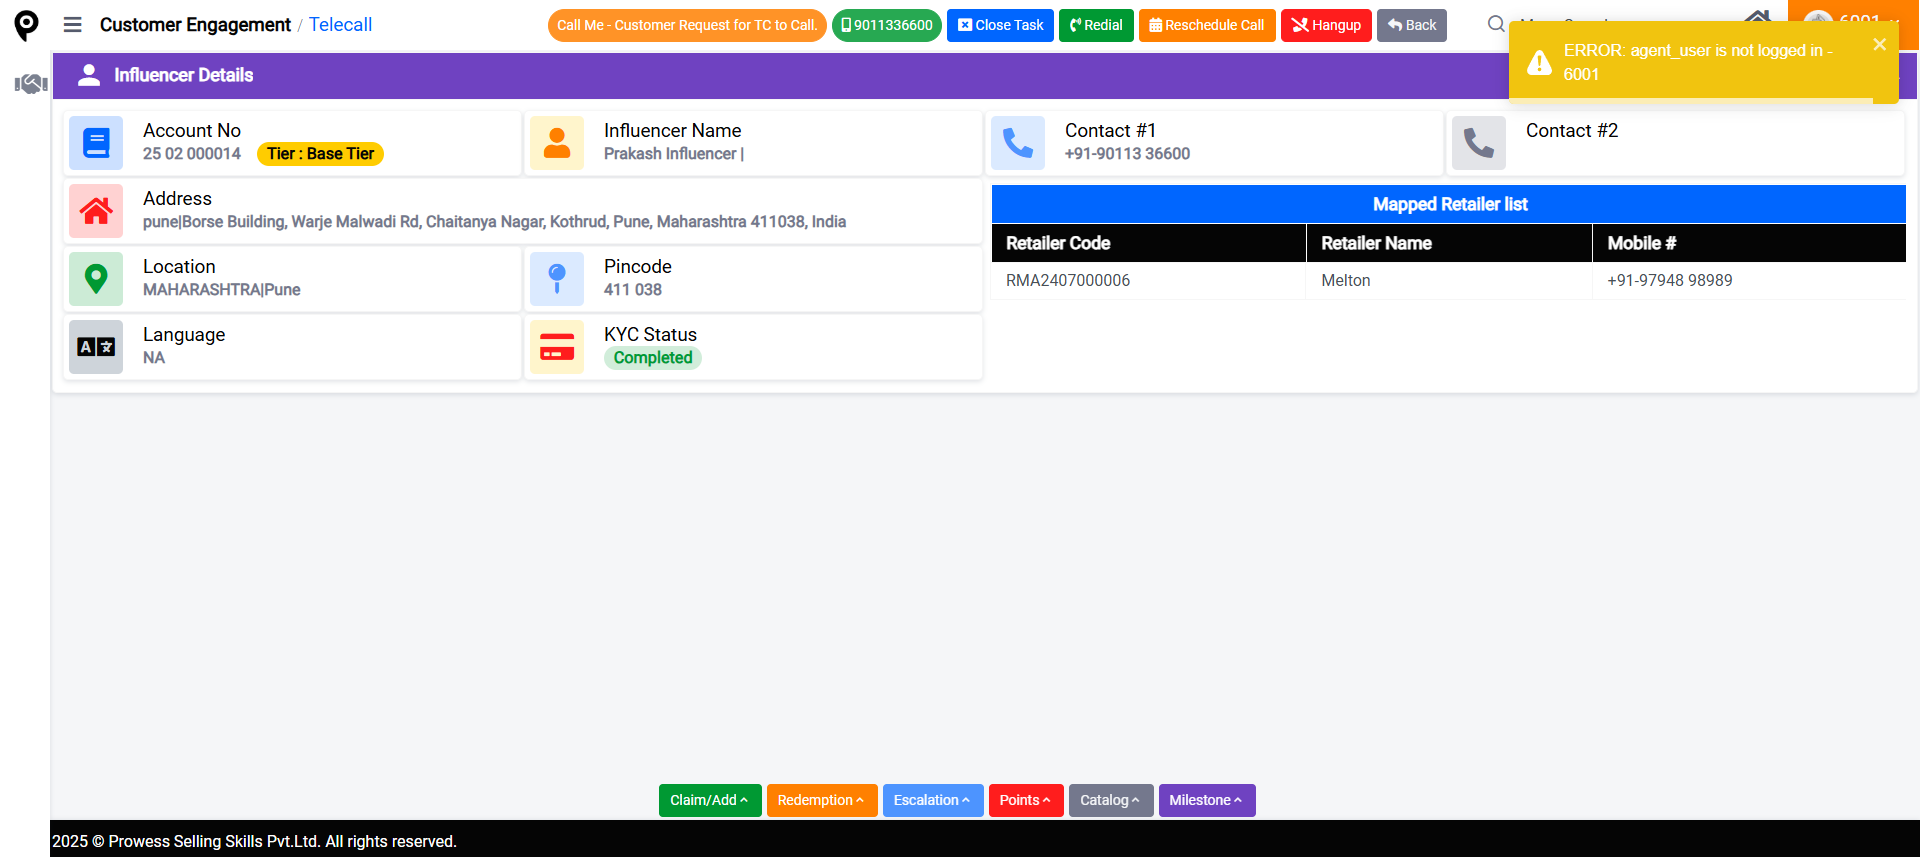 Customer Engagement / Telecall
Call Me - Customer Request for TC to Call.
9011336600
Close Task
Redial
Reschedule Call
Hangup
Back
6001
ERROR: agent_user is not logged in -
6001
Influencer Details
Account No
25 02 000014
Tier : Base Tier
Influencer Name
Prakash Influencer |
Contact #1
+91-90113 36600
Contact #2
Address
pune|Borse Building, Warje Malwadi Rd, Chaitanya Nagar, Kothrud, Pune, Maharashtra 411038, India
Mapped Retailer list
Retailer Code Retailer Name Mobile #
RMA2407000006 Melton +91-97948 98989
Location
MAHARASHTRA|Pune
Pincode
411 038
Language
NA
KYC Status
Completed
Claim/Add
Redemption
Escalation
Points
Catalog
Milestone
2025 © Prowess Selling Skills Pvt.Ltd. All rights reserved.